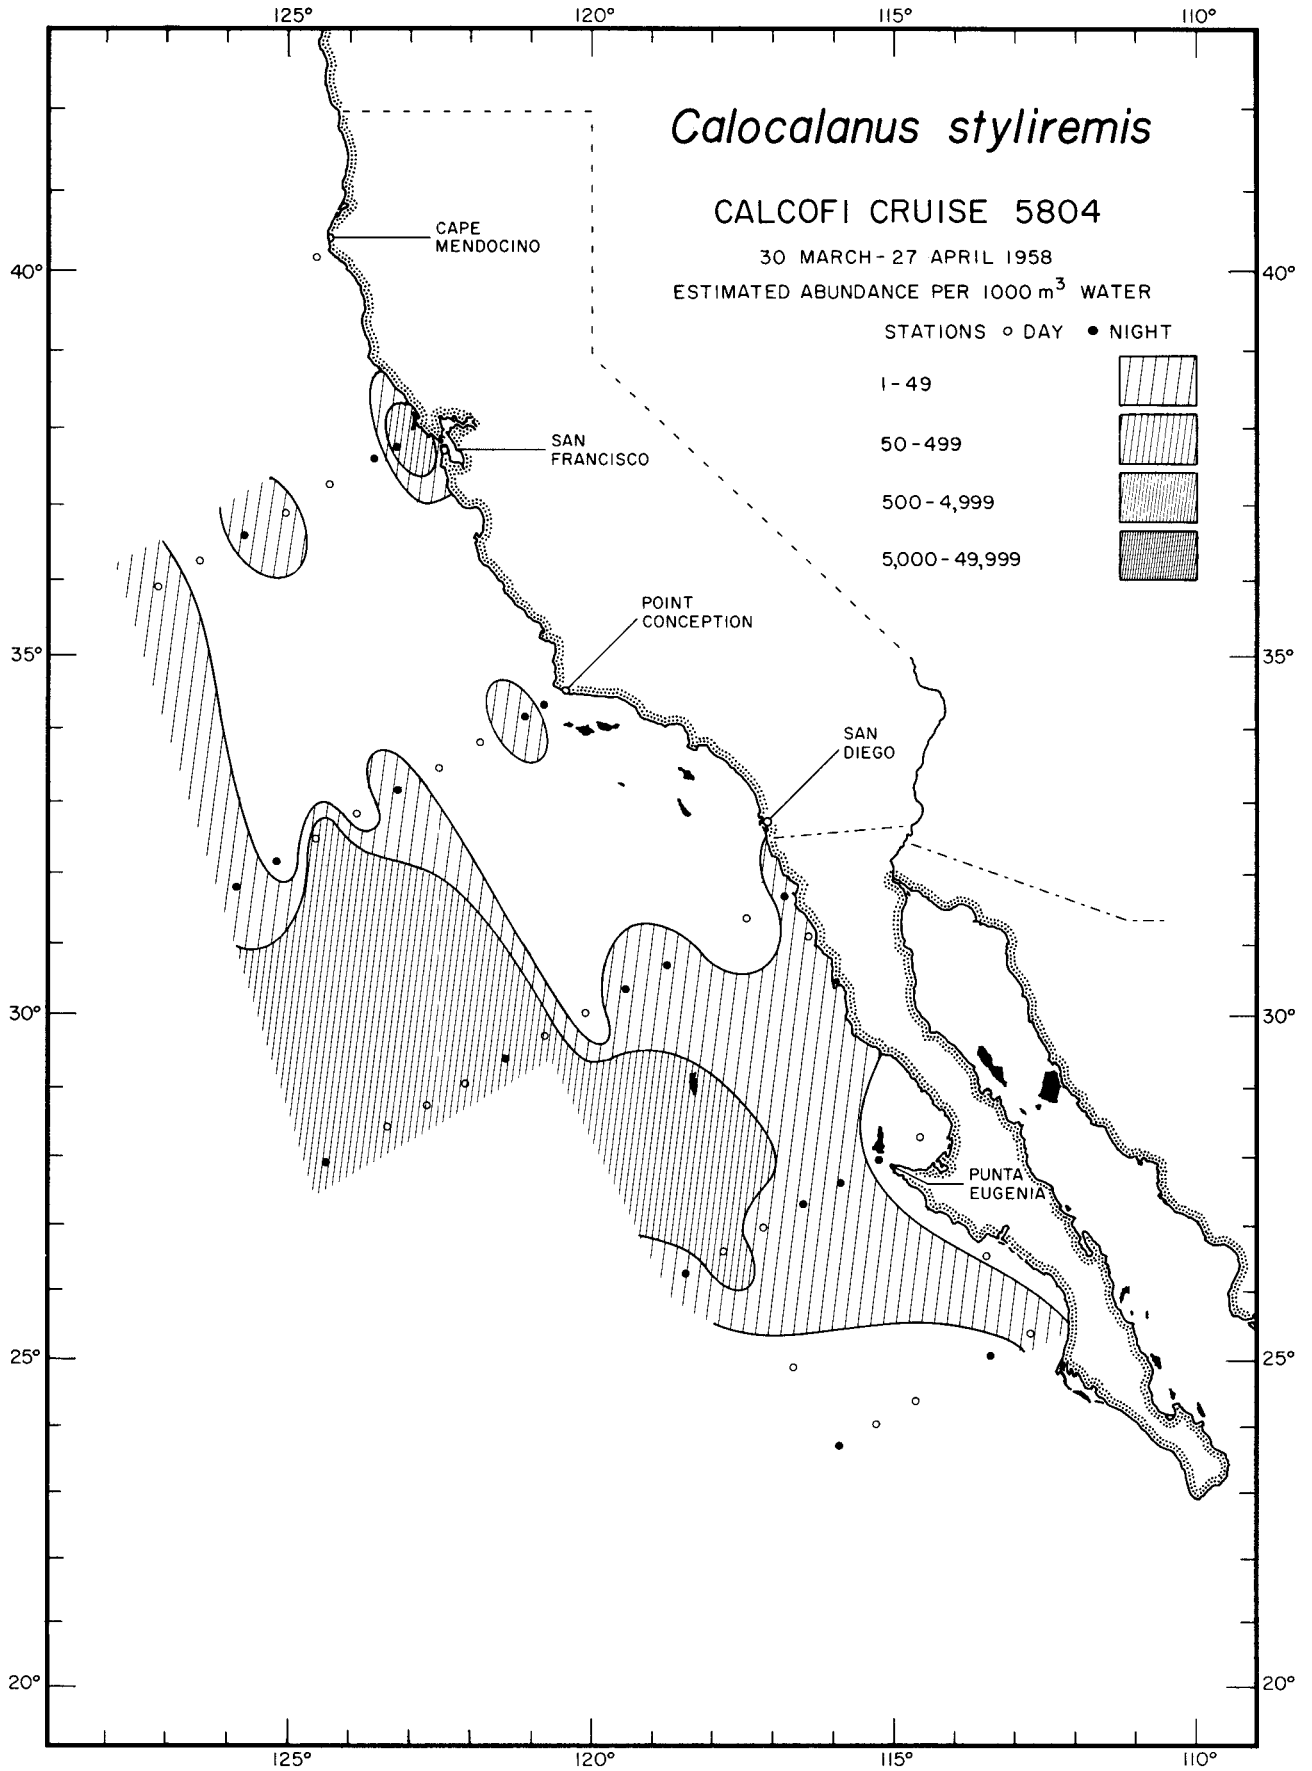 125° 120° 115° 110°
Calocalanus styliremis
CALCOFI CRUISE 5804
30 MARCH - 27 APRIL 1958
ESTIMATED ABUNDANCE PER 1000 m³ WATER
STATIONS ○ DAY ● NIGHT
1-49
50-499
500-4,999
5,000-49,999
CAPE
MENDOCINO
40° 40°
SAN
FRANCISCO
POINT
CONCEPTION
35° 35°
SAN
DIEGO
30° 30°
PUNTA
EUGENIA
25° 25°
20° 20°
125° 120° 115° 110°